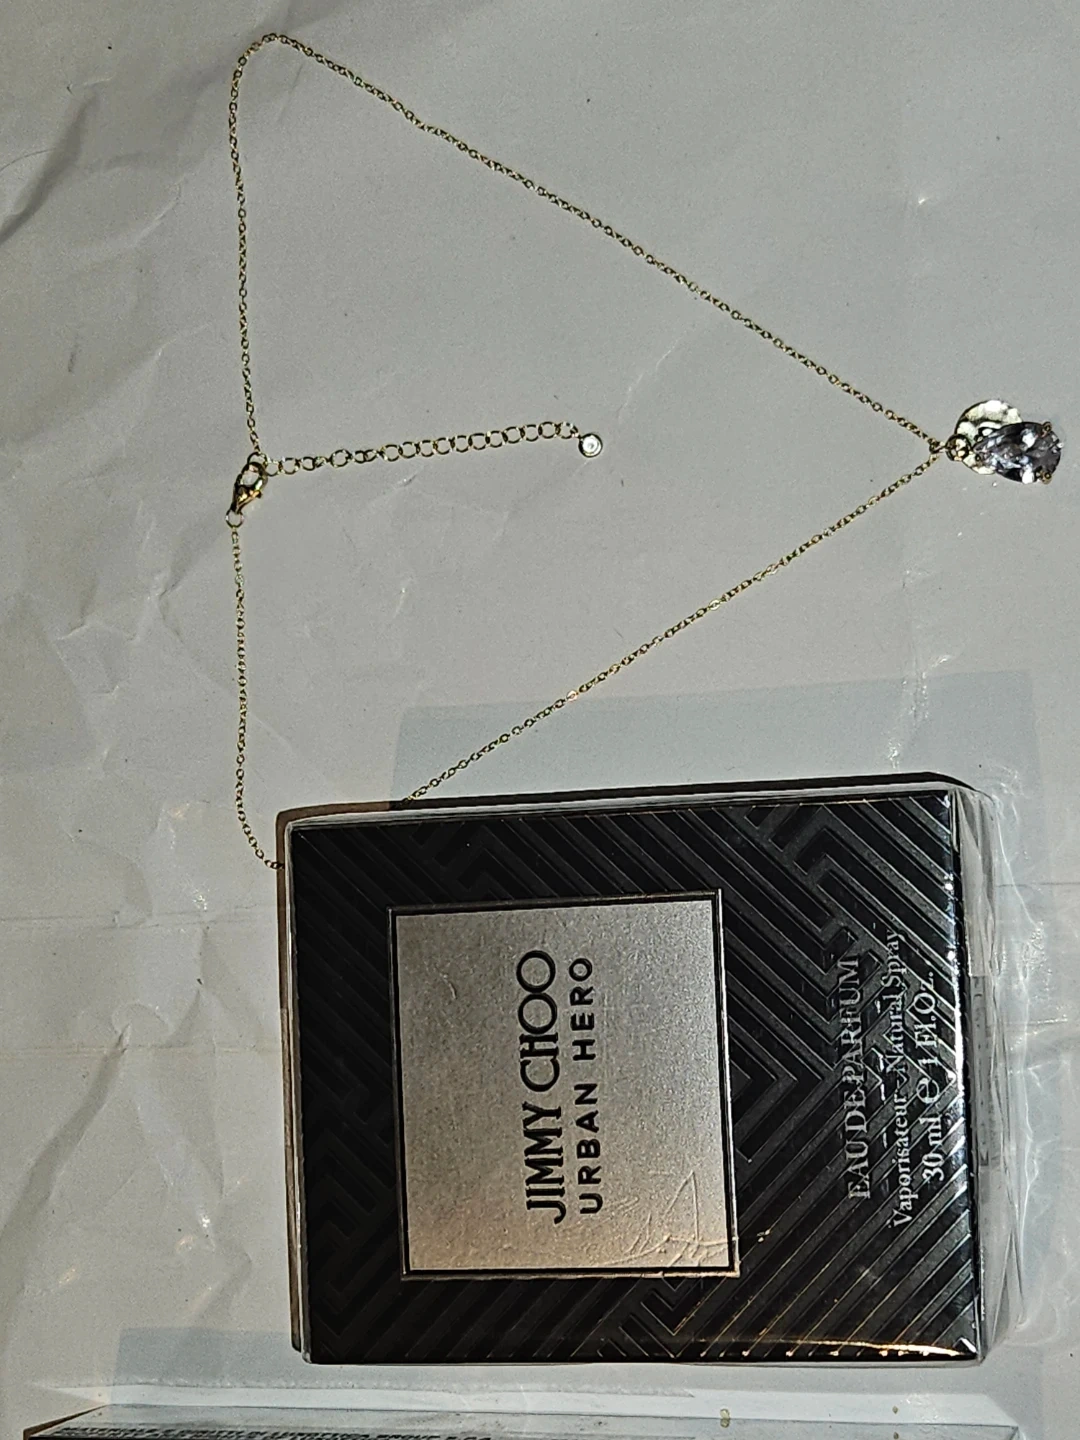 JIMMY CHOO
URBAN HERO
EAU DE PARFUM
Vaporisateur - Natural Spray
30 ml ℮ 1 Fl.Oz.